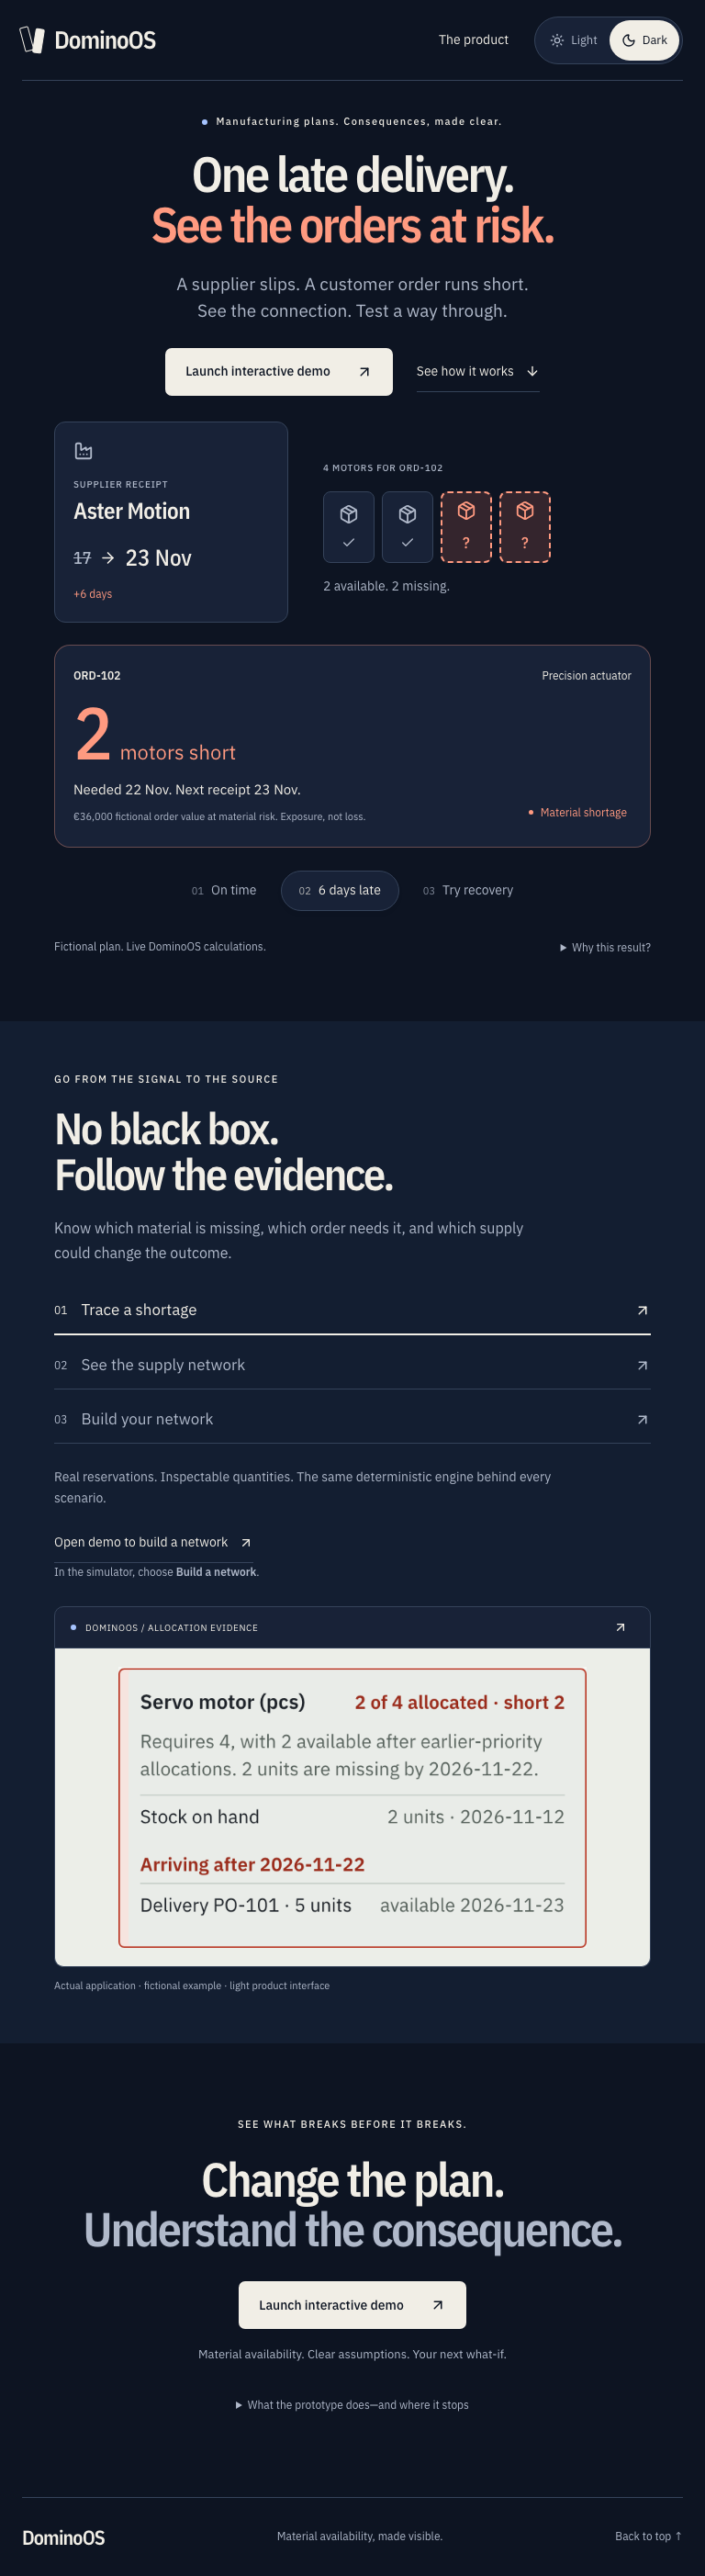 DominoOS
The product
Light
Dark
Manufacturing plans. Consequences, made clear.
One late delivery.
See the orders at risk.
A supplier slips. A customer order runs short.
See the connection. Test a way through.
Launch interactive demo
See how it works ↓
SUPPLIER RECEIPT
Aster Motion
17 → 23 Nov
+6 days
4 MOTORS FOR ORD-102
? ?
2 available. 2 missing.
ORD-102
Precision actuator
2 motors short
Needed 22 Nov. Next receipt 23 Nov.
€36,000 fictional order value at material risk. Exposure, not loss.
Material shortage
01 On time
02 6 days late
03 Try recovery
Fictional plan. Live DominoOS calculations.
▶ Why this result?
GO FROM THE SIGNAL TO THE SOURCE
No black box.
Follow the evidence.
Know which material is missing, which order needs it, and which supply
could change the outcome.
01 Trace a shortage
02 See the supply network
03 Build your network
Real reservations. Inspectable quantities. The same deterministic engine behind every
scenario.
Open demo to build a network
In the simulator, choose Build a network.
DOMINOOS / ALLOCATION EVIDENCE
Servo motor (pcs) 2 of 4 allocated · short 2
Requires 4, with 2 available after earlier-priority
allocations. 2 units are missing by 2026-11-22.
Stock on hand 2 units · 2026-11-12
Arriving after 2026-11-22
Delivery PO-101 · 5 units available 2026-11-23
Actual application · fictional example · light product interface
SEE WHAT BREAKS BEFORE IT BREAKS.
Change the plan.
Understand the consequence.
Launch interactive demo
Material availability. Clear assumptions. Your next what-if.
▶ What the prototype does—and where it stops
DominoOS
Material availability, made visible.
Back to top ↑